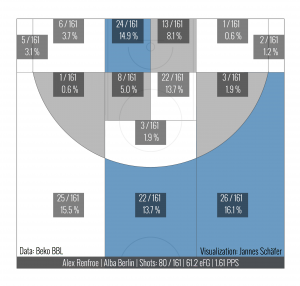 6 / 161
3.7 %
24 / 161
14.9 %
13 / 161
8.1 %
1 / 161
0.6 %
5 / 161
3.1 %
2 / 161
1.2 %
1 / 161
0.6 %
8 / 161
5.0 %
22 / 161
13.7 %
3 / 161
1.9 %
3 / 161
1.9 %
25 / 161
15.5 %
22 / 161
13.7 %
26 / 161
16.1 %
Data: Beko BBL
Visualization: Jannes Schäfer
Alex Renfroe | Alba Berlin | Shots: 80 / 161 | 61.2 eFG | 1.61 PPS